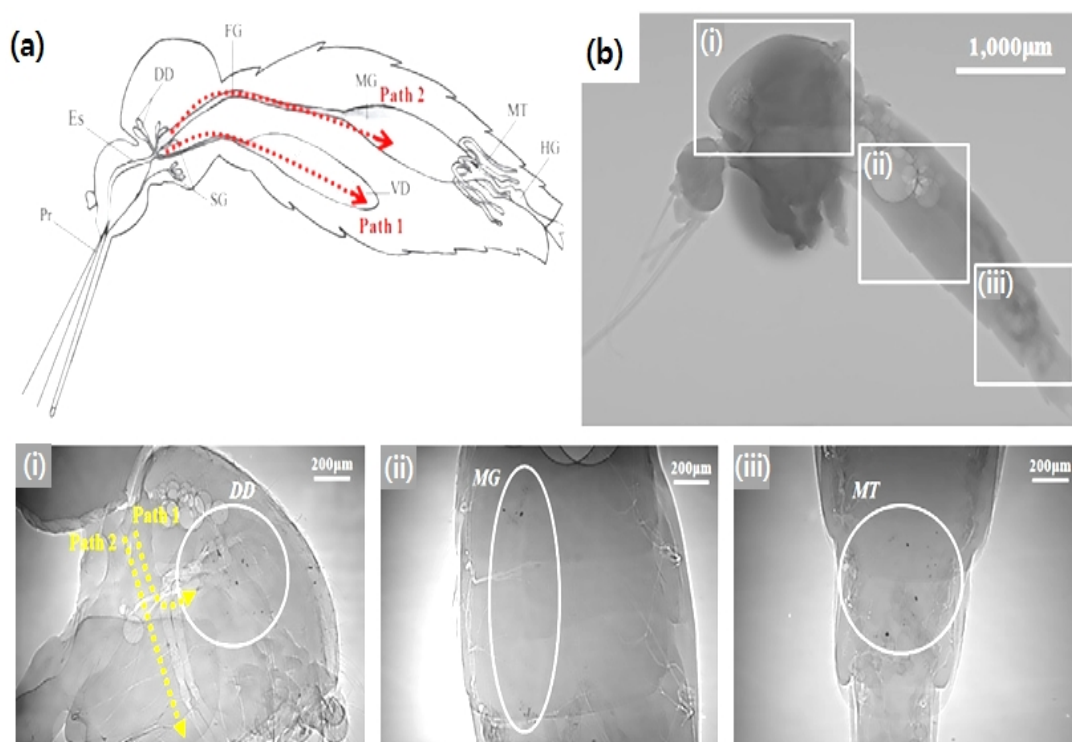 (a)
FG
DD
MG
Path 2
MT
Es
HG
SG
VD
Pr
Path 1
(b)
(i)
1,000μm
(ii)
(iii)
(i)
200μm
DD
Path 1
Path 2
(ii)
MG
200μm
(iii)
200μm
MT